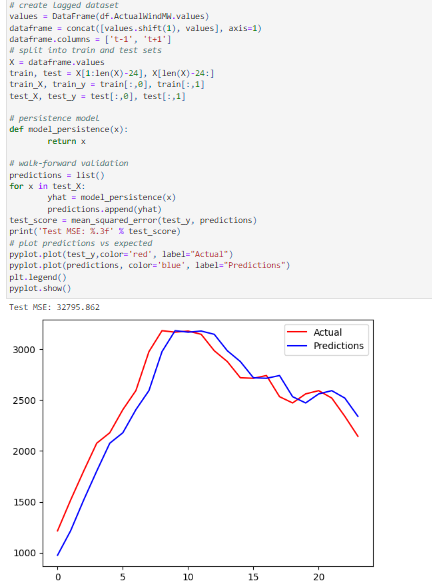 # create lagged dataset
values = DataFrame(df.ActualWindMW.values)
dataframe = concat([values.shift(1), values], axis=1)
dataframe.columns = ['t-1', 't+1']
# split into train and test sets
X = dataframe.values
train, test = X[1:len(X)-24], X[len(X)-24:]
train_X, train_y = train[:,0], train[:,1]
test_X, test_y = test[:,0], test[:,1]

# persistence model
def model_persistence(x):
        return x

# walk-forward validation
predictions = list()
for x in test_X:
        yhat = model_persistence(x)
        predictions.append(yhat)
test_score = mean_squared_error(test_y, predictions)
print('Test MSE: %.3f' % test_score)
# plot predictions vs expected
pyplot.plot(test_y,color='red', label="Actual")
pyplot.plot(predictions, color='blue', label="Predictions")
plt.legend()
pyplot.show()
Test MSE: 32795.862
Actual
Predictions
3000
2500
2000
1500
1000
0 5 10 15 20